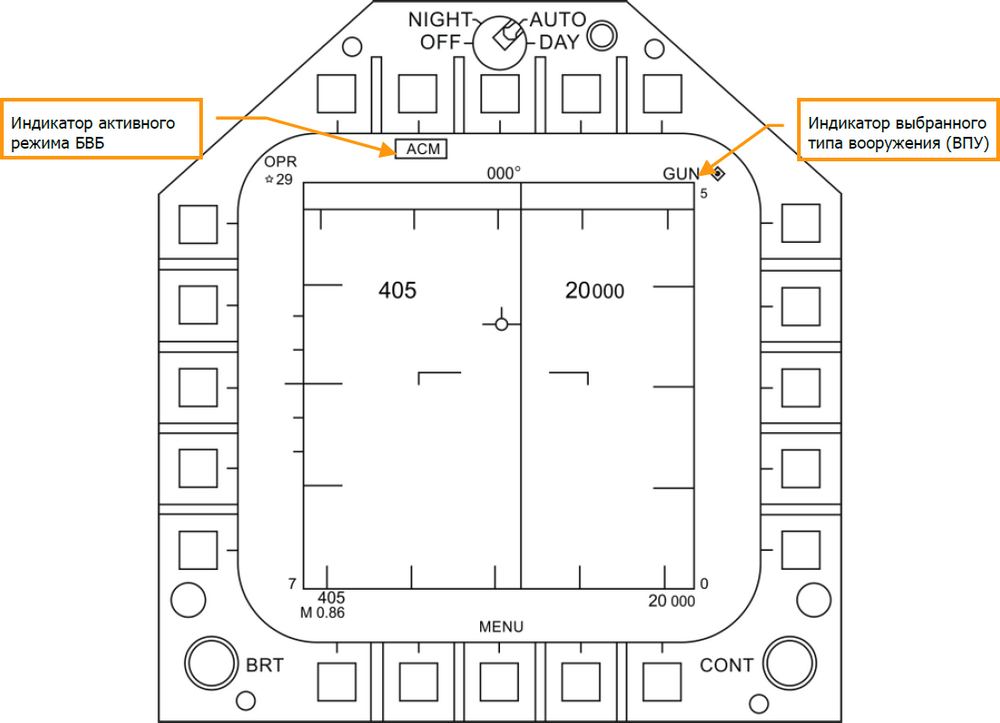 NIGHT AUTO
OFF DAY
Индикатор активного
режима БВБ
Индикатор выбранного
типа вооружения (ВПУ)
ACM
OPR
☆29
000°
GUN
5
405
20000
7
0
405
M 0.86
20 000
MENU
BRT
CONT